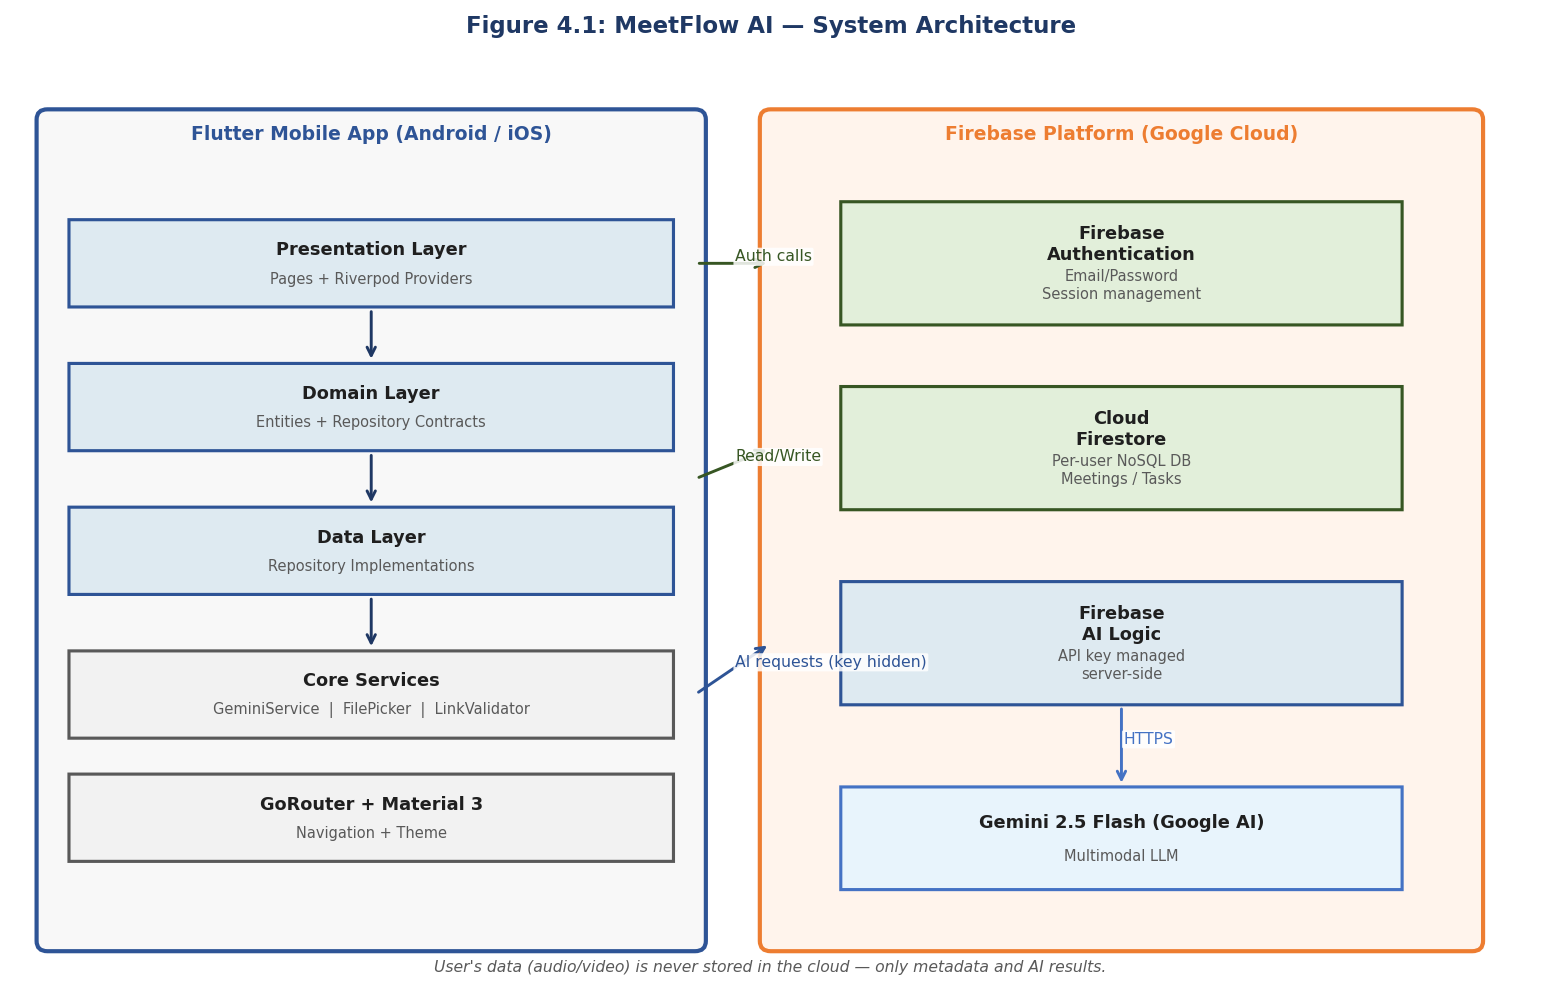 Figure 4.1: MeetFlow AI — System Architecture
Flutter Mobile App (Android / iOS)
Presentation Layer
Pages + Riverpod Providers
Domain Layer
Entities + Repository Contracts
Data Layer
Repository Implementations
Core Services
GeminiService | FilePicker | LinkValidator
GoRouter + Material 3
Navigation + Theme
Auth calls
Read/Write
AI requests (key hidden)
Firebase Platform (Google Cloud)
Firebase
Authentication
Email/Password
Session management
Cloud
Firestore
Per-user NoSQL DB
Meetings / Tasks
Firebase
AI Logic
API key managed
server-side
HTTPS
Gemini 2.5 Flash (Google AI)
Multimodal LLM
User's data (audio/video) is never stored in the cloud — only metadata and AI results.